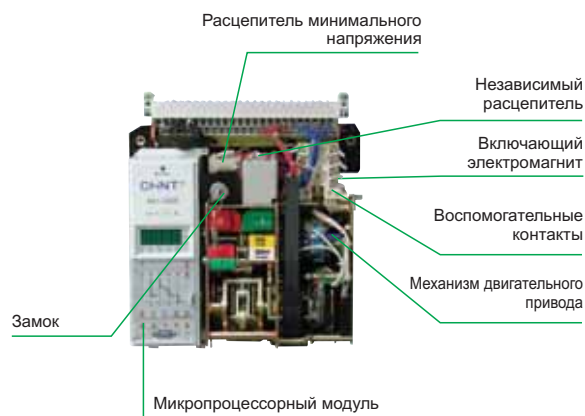 Расцепитель минимального
напряжения
Независимый
расцепитель
Включающий
электромагнит
Воспомогательные
контакты
Механизм двигательного
привода
Замок
Микропроцессорный модуль
CHNT